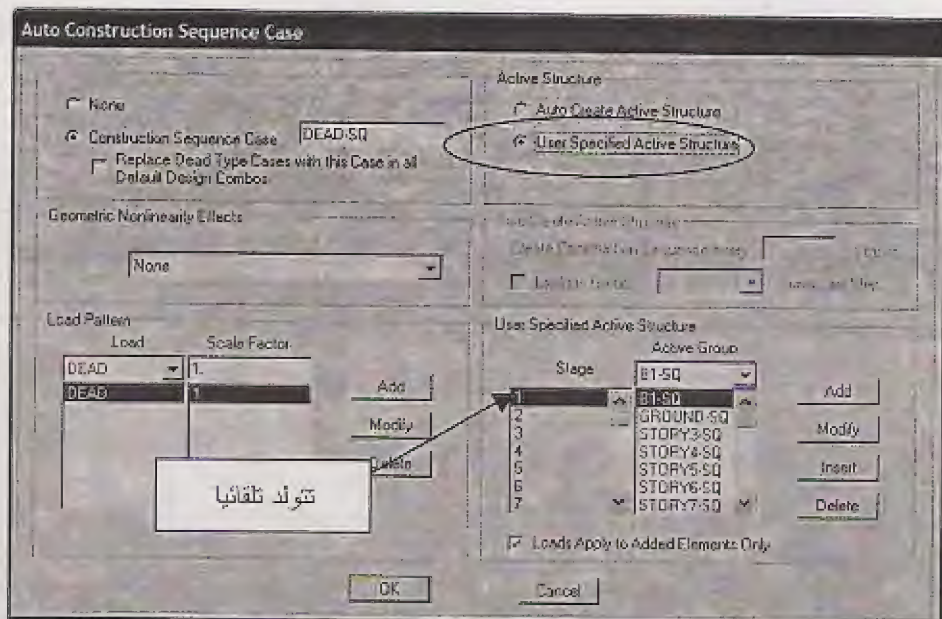 Auto Construction Sequence Case
None
Construction Sequence Case DEAD-SQ
Replace Dead Type Cases with this Case in all
Default Design Combos
Active Structure
Auto Create Active Structure
User Specified Active Structure
Geometric Nonlinearity Effects
None
Load Pattern
Load Scale Factor
DEAD 1.
DEAD 1
Add
Modify
Delete
تتولد تلقائيا
User Specified Active Structure
Stage Active Group
B1-SQ
1 B1-SQ
2 GROUND-SQ
3 STORY3-SQ
4 STORY4-SQ
5 STORY5-SQ
6 STORY6-SQ
7 STORY7-SQ
Add
Modify
Insert
Delete
Loads Apply to Added Elements Only
OK
Cancel